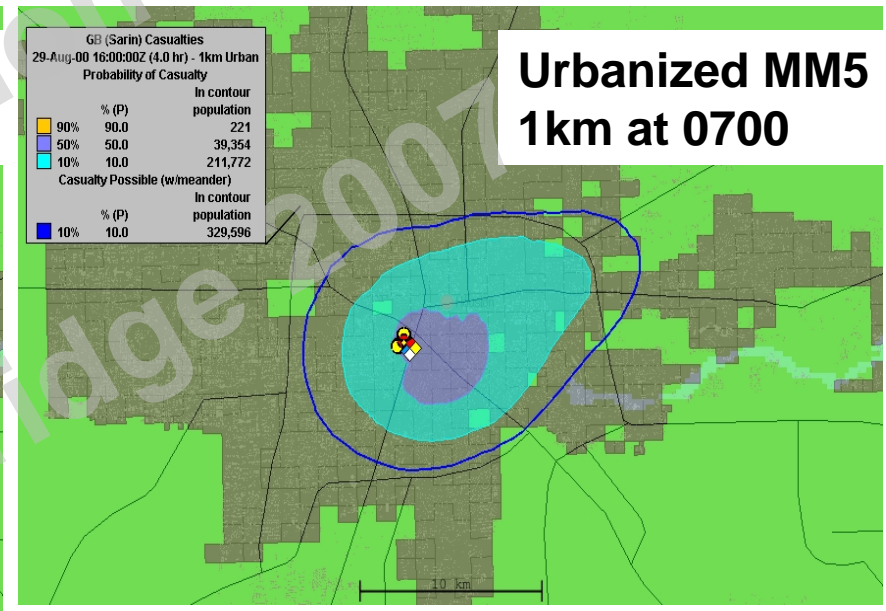 GB (Sarin) Casualties
29-Aug-00 16:00:00Z (4.0 hr) - 1km Urban
Probability of Casualty
In contour
% (P) population
90% 90.0 221
50% 50.0 39,354
10% 10.0 211,772
Casualty Possible (w/meander)
In contour
% (P) population
10% 10.0 329,596
Urbanized MM5
1km at 0700
idge 2007
10 km